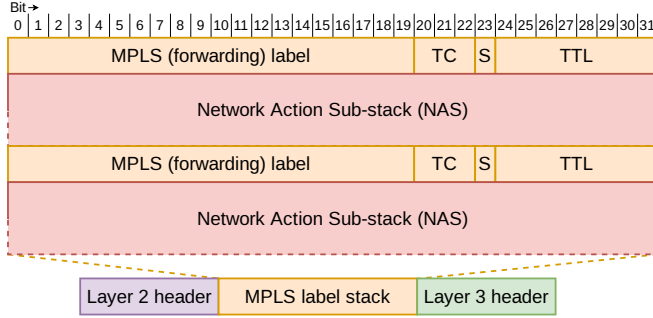 Bit→
0 1 2 3 4 5 6 7 8 9 10 11 12 13 14 15 16 17 18 19 20 21 22 23 24 25 26 27 28 29 30 31
MPLS (forwarding) label TC S TTL
Network Action Sub-stack (NAS)
MPLS (forwarding) label TC S TTL
Network Action Sub-stack (NAS)
Layer 2 header MPLS label stack Layer 3 header